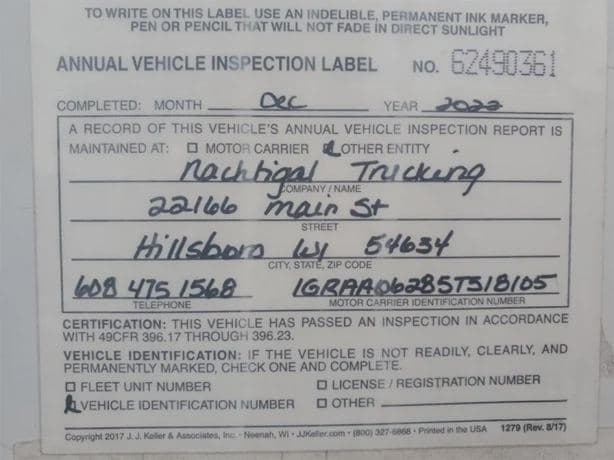 TO WRITE ON THIS LABEL USE AN INDELIBLE, PERMANENT INK MARKER,
PEN OR PENCIL THAT WILL NOT FADE IN DIRECT SUNLIGHT
ANNUAL VEHICLE INSPECTION LABEL NO. 62490361
COMPLETED: MONTH Dec YEAR 2022
A RECORD OF THIS VEHICLE'S ANNUAL VEHICLE INSPECTION REPORT IS
MAINTAINED AT: MOTOR CARRIER OTHER ENTITY
Nachtigal Trucking
COMPANY / NAME
22166 Main St
STREET
Hillsboro WI 54634
CITY, STATE, ZIP CODE
608 475 1568 1GRAA06285T518105
TELEPHONE MOTOR CARRIER IDENTIFICATION NUMBER
CERTIFICATION: THIS VEHICLE HAS PASSED AN INSPECTION IN ACCORDANCE
WITH 49CFR 396.17 THROUGH 396.23.
VEHICLE IDENTIFICATION: IF THE VEHICLE IS NOT READILY, CLEARLY, AND
PERMANENTLY MARKED, CHECK ONE AND COMPLETE.
FLEET UNIT NUMBER LICENSE / REGISTRATION NUMBER
VEHICLE IDENTIFICATION NUMBER OTHER
Copyright 2017 J. J. Keller & Associates, Inc. · Neenah, WI · JJKeller.com · (800) 327-6868 · Printed in the USA 1279 (Rev. 8/17)